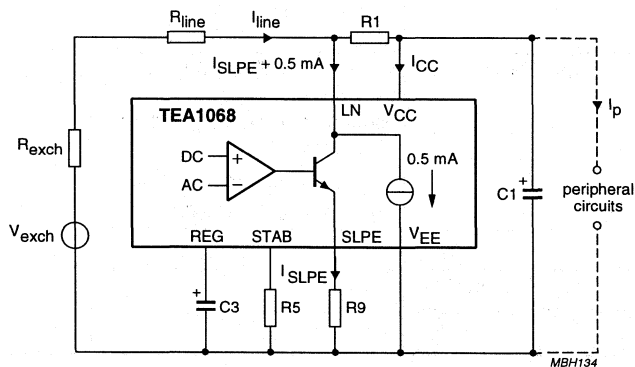 Rline
Iline
R1
ISLPE + 0.5 mA
ICC
LN
VCC
TEA1068
Ip
Rexch
DC
+
0.5 mA
AC
−
+
C1
peripheral
circuits
Vexch
REG
STAB
SLPE
VEE
ISLPE
+
C3
R5
R9
MBH134